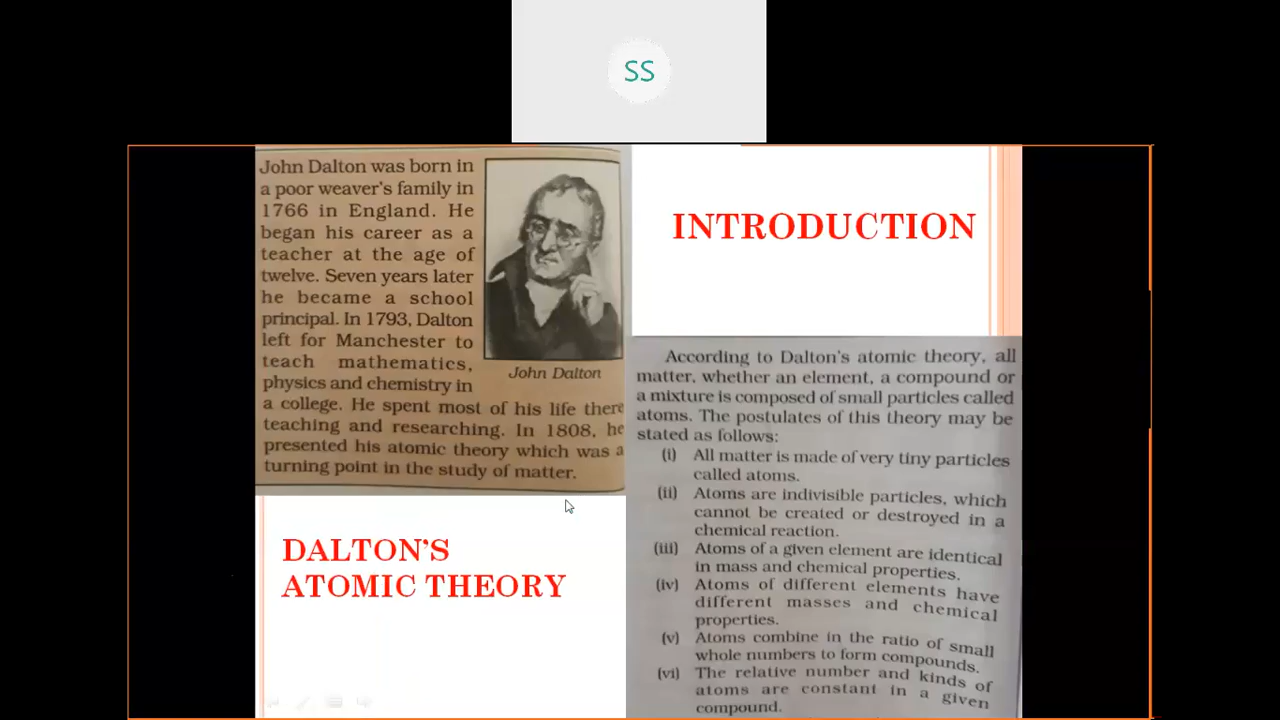 SS
John Dalton was born in
a poor weaver's family in
1766 in England. He
began his career as a
teacher at the age of
twelve. Seven years later
he became a school
principal. In 1793, Dalton
left for Manchester to
teach mathematics,
physics and chemistry in
a college. He spent most of his life there
teaching and researching. In 1808, he
presented his atomic theory which was a
turning point in the study of matter.
John Dalton
DALTON'S
ATOMIC THEORY
INTRODUCTION
According to Dalton's atomic theory, all
matter, whether an element, a compound or
a mixture is composed of small particles called
atoms. The postulates of this theory may be
stated as follows:
(i) All matter is made of very tiny particles
called atoms.
(ii) Atoms are indivisible particles, which
cannot be created or destroyed in a
chemical reaction.
(iii) Atoms of a given element are identical
in mass and chemical properties.
(iv) Atoms of different elements have
different masses and chemical
properties.
(v) Atoms combine in the ratio of small
whole numbers to form compounds.
(vi) The relative number and kinds of
atoms are constant in a given
compound.